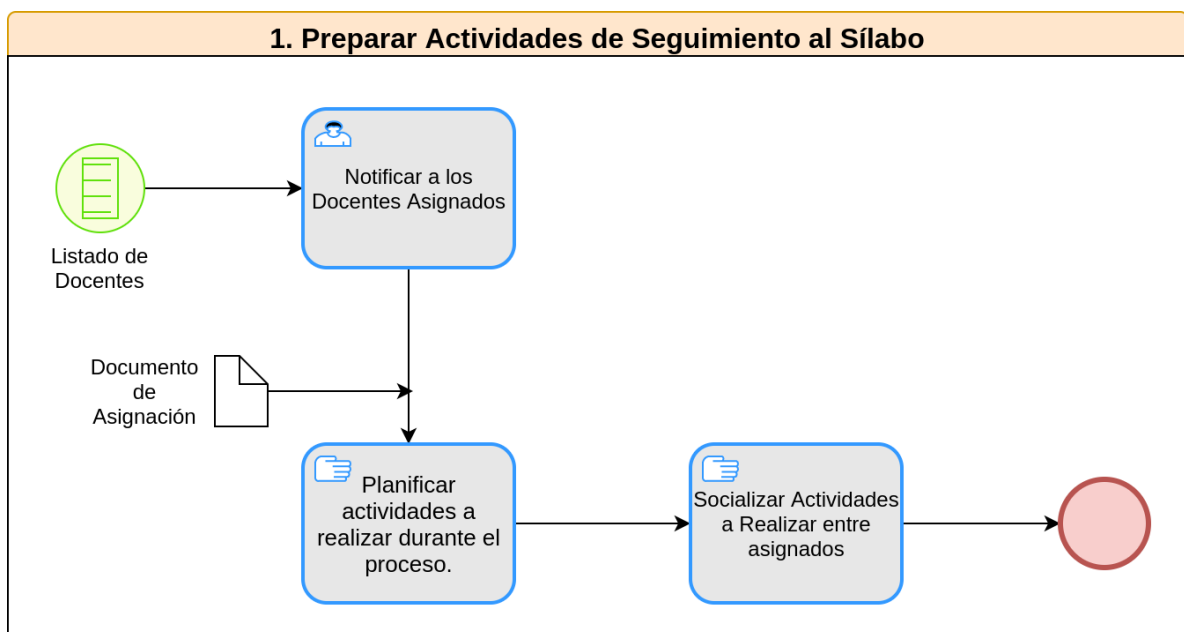 1. Preparar Actividades de Seguimiento al Sílabo
Notificar a los
Docentes Asignados
Listado de
Docentes
Documento
de
Asignación
Planificar
actividades a
realizar durante el
proceso.
Socializar Actividades
a Realizar entre
asignados